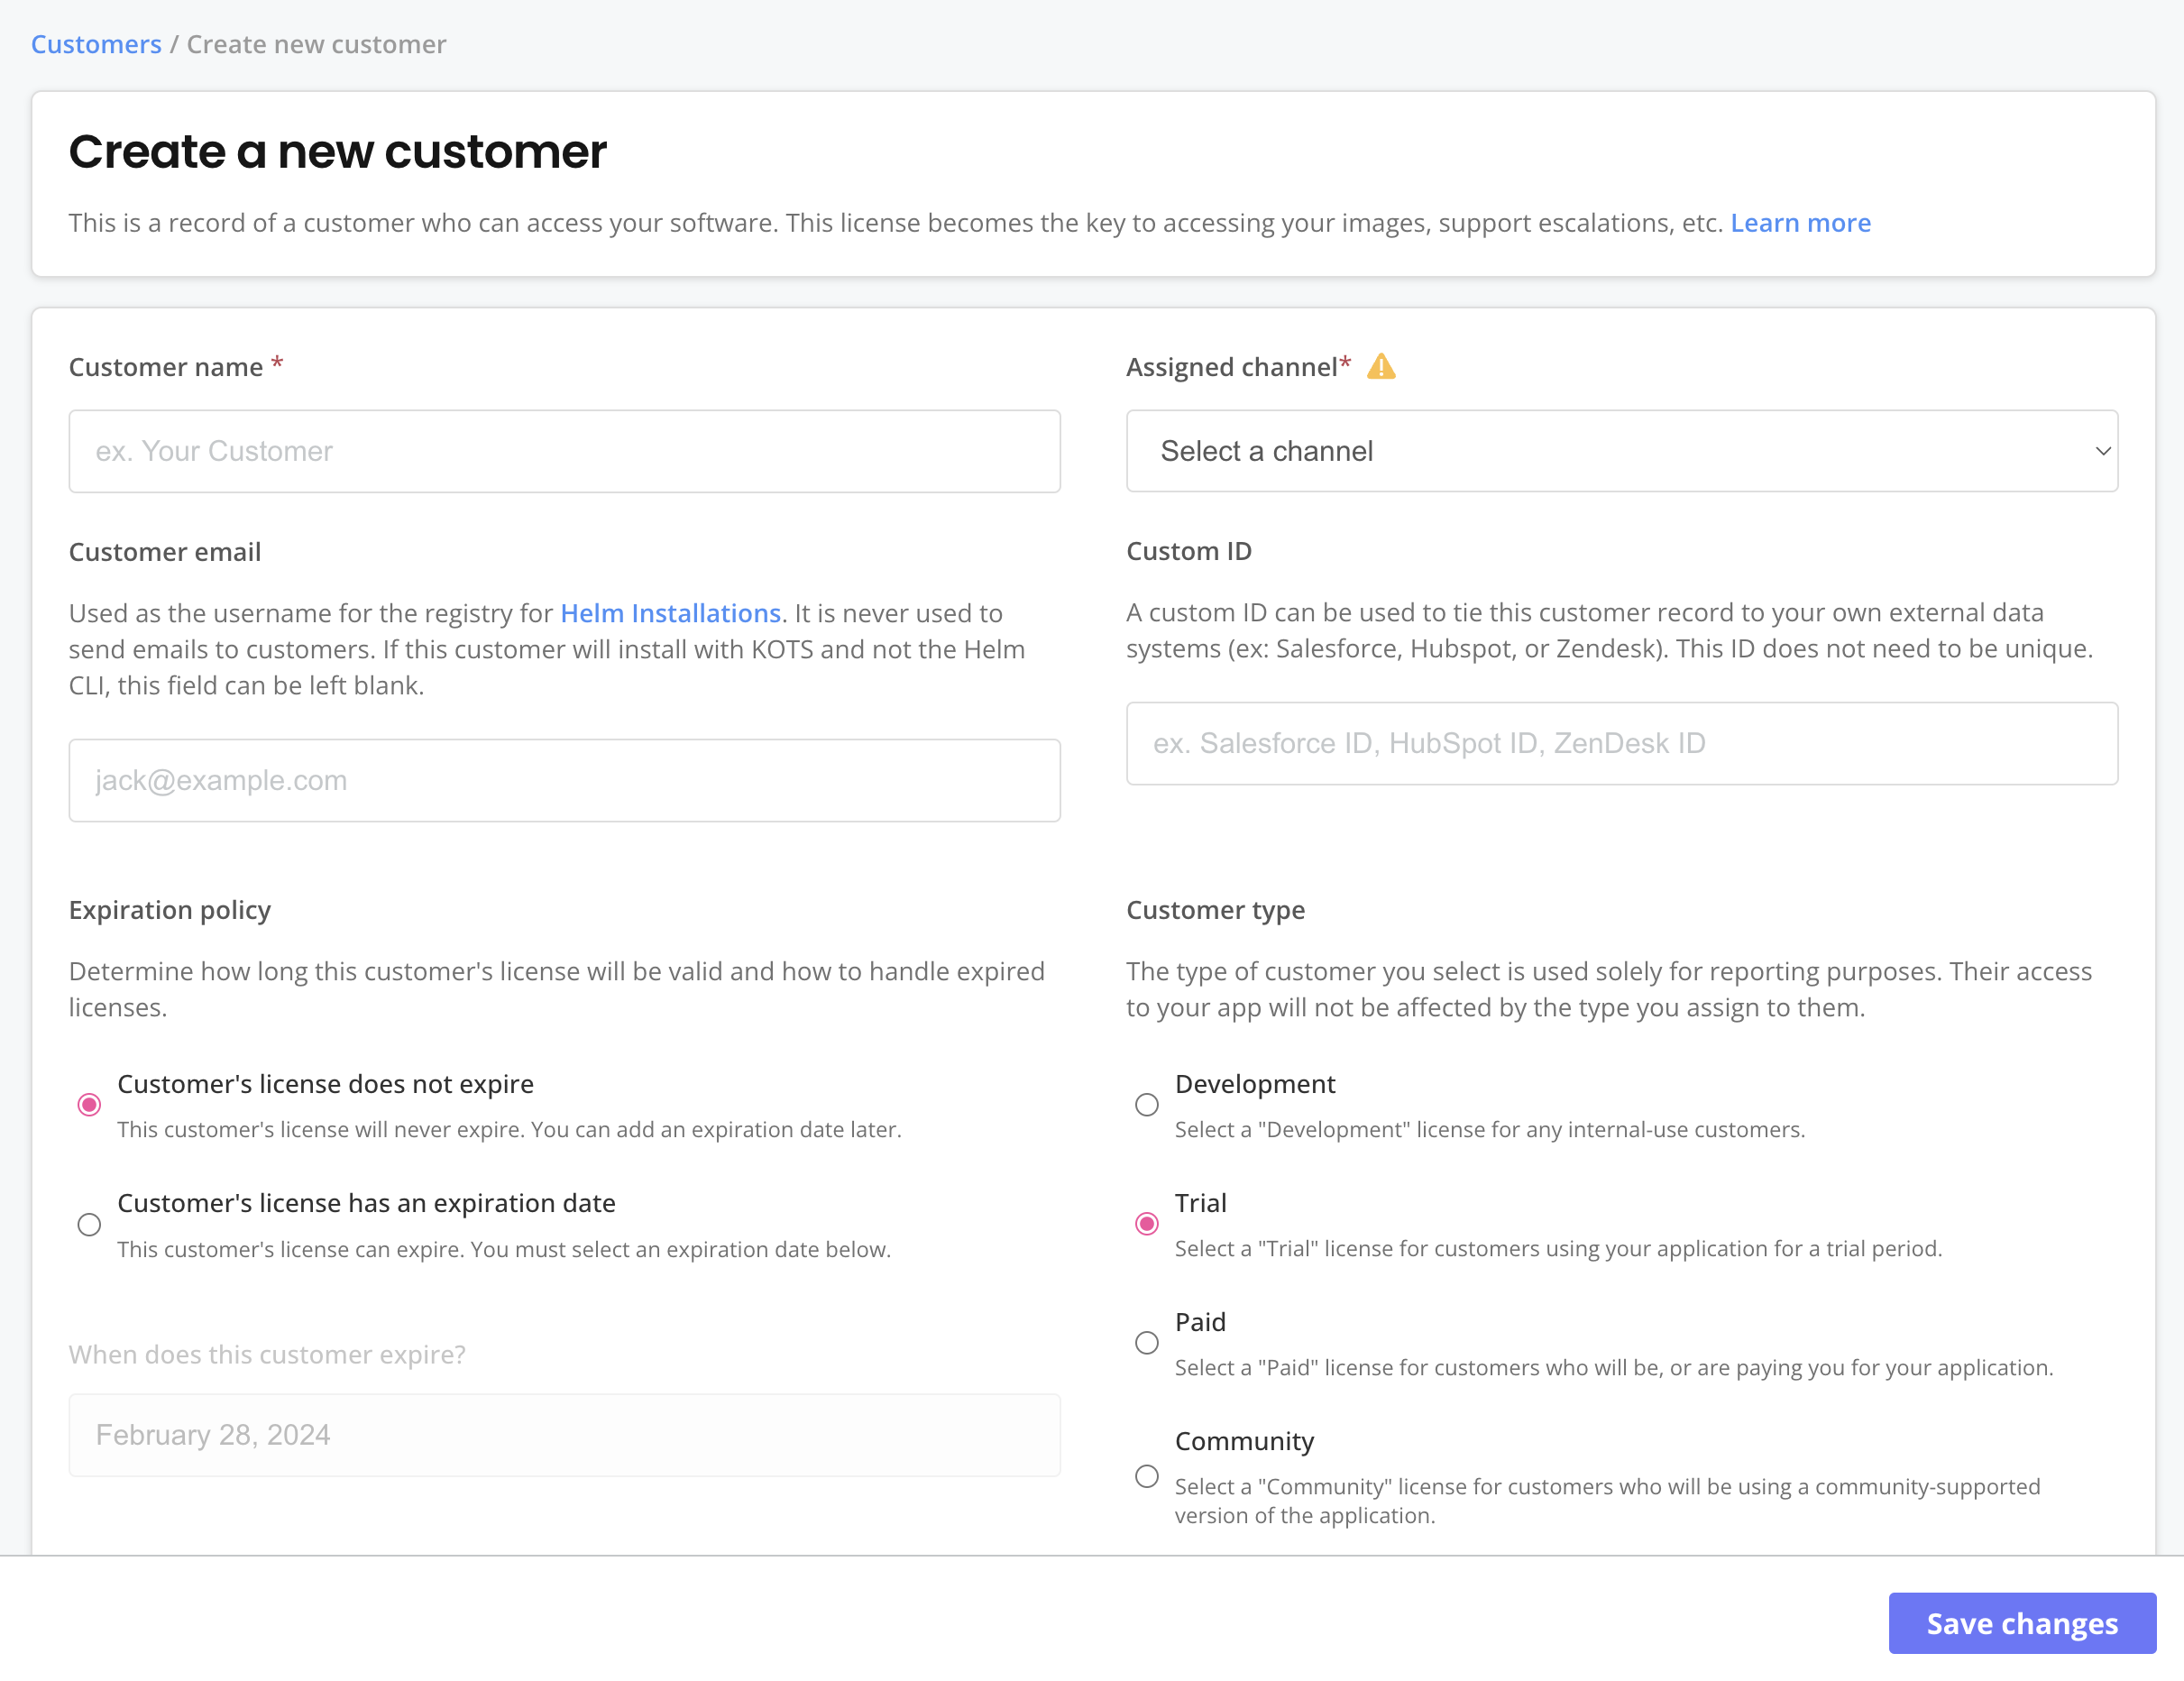 Customers / Create new customer
Create a new customer
This is a record of a customer who can access your software. This license becomes the key to accessing your images, support escalations, etc. Learn more
Customer name *
ex. Your Customer
Assigned channel*
Select a channel
Customer email
Used as the username for the registry for Helm Installations. It is never used to
send emails to customers. If this customer will install with KOTS and not the Helm
CLI, this field can be left blank.
jack@example.com
Custom ID
A custom ID can be used to tie this customer record to your own external data
systems (ex: Salesforce, Hubspot, or Zendesk). This ID does not need to be unique.
ex. Salesforce ID, HubSpot ID, ZenDesk ID
Expiration policy
Determine how long this customer's license will be valid and how to handle expired
licenses.
Customer's license does not expire
This customer's license will never expire. You can add an expiration date later.
Customer's license has an expiration date
This customer's license can expire. You must select an expiration date below.
When does this customer expire?
February 28, 2024
Customer type
The type of customer you select is used solely for reporting purposes. Their access
to your app will not be affected by the type you assign to them.
Development
Select a "Development" license for any internal-use customers.
Trial
Select a "Trial" license for customers using your application for a trial period.
Paid
Select a "Paid" license for customers who will be, or are paying you for your application.
Community
Select a "Community" license for customers who will be using a community-supported
version of the application.
Save changes